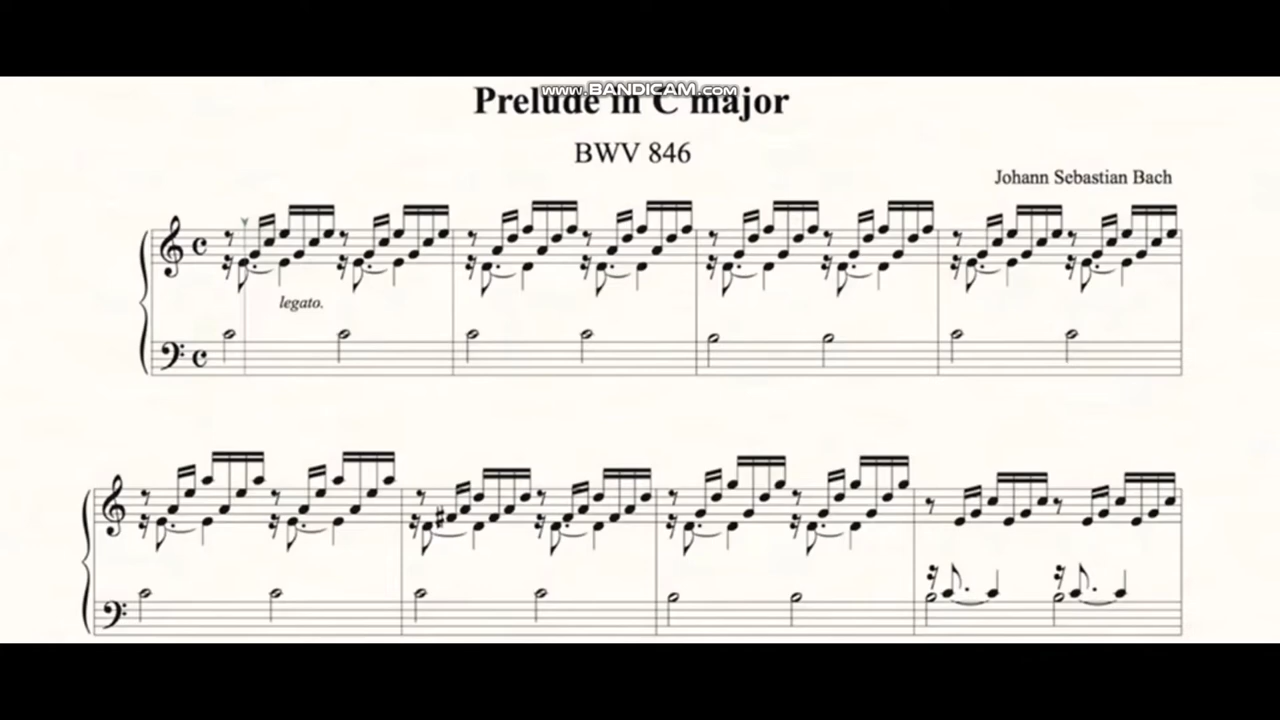 www.BANDICAM.com
Prelude in C major
BWV 846
Johann Sebastian Bach
legato.